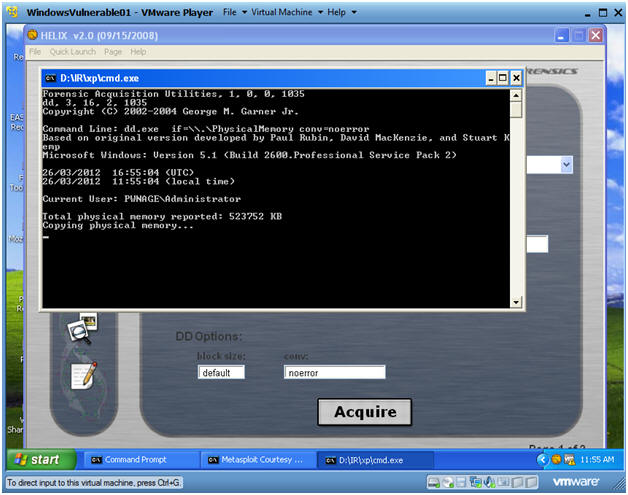 WindowsVulnerable01 - VMware Player File Virtual Machine Help
HELIX v2.0 (09/15/2008)
File Quick Launch Page Help
D:\IR\xp\cmd.exe
Forensic Acquisition Utilities, 1, 0, 0, 1035
dd, 3, 16, 2, 1035
Copyright (C) 2002-2004 George M. Garner Jr.
Command Line: dd.exe if=\\.\PhysicalMemory conv=noerror
Based on original version developed by Paul Rubin, David MacKenzie, and Stuart K
emp
Microsoft Windows: Version 5.1 (Build 2600.Professional Service Pack 2)
26/03/2012 16:55:04 (UTC)
26/03/2012 11:55:04 (local time)
Current User: PWNAGE\Administrator
Total physical memory reported: 523752 KB
Copying physical memory...
DD Options:
block size: conv:
default noerror
Acquire
start Command Prompt Metasploit Courtesy ... D:\IR\xp\cmd.exe 11:55 AM
To direct input to this virtual machine, press Ctrl+G.
vmware